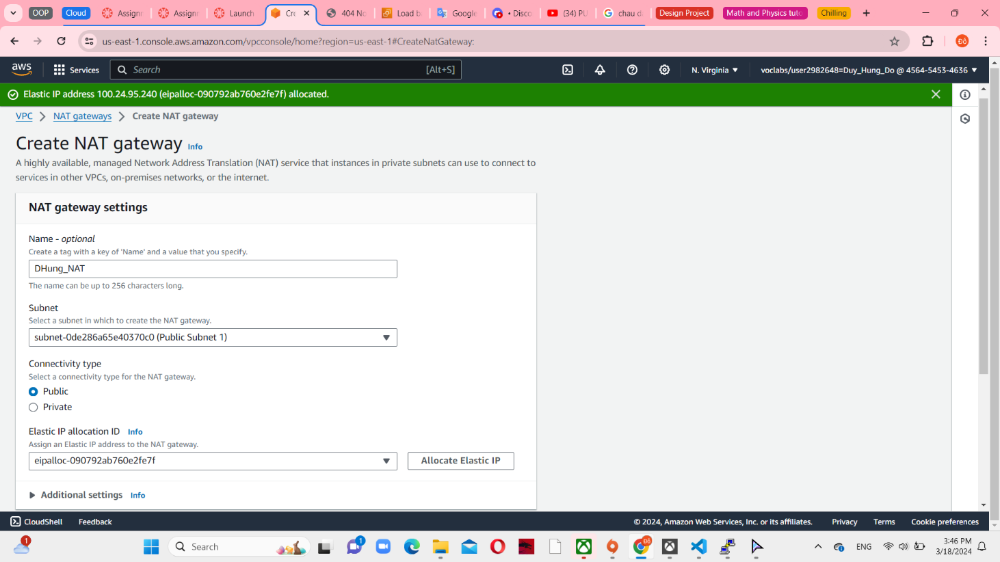 OOP
Cloud
Assignr
Assignr
Launch
Cre
404 No
Load ba
Google
• Disco
(34) PU
chau da
Design Project
Math and Physics tuto
Chilling
us-east-1.console.aws.amazon.com/vpcconsole/home?region=us-east-1#CreateNatGateway:
Đỗ
aws
Services
Search
[Alt+S]
N. Virginia
voclabs/user2982648=Duy_Hung_Do @ 4564-5453-4636
Elastic IP address 100.24.95.240 (eipalloc-090792ab760e2fe7f) allocated.
VPC
NAT gateways
Create NAT gateway
Create NAT gateway Info
A highly available, managed Network Address Translation (NAT) service that instances in private subnets can use to connect to
services in other VPCs, on-premises networks, or the internet.
NAT gateway settings
Name - optional
Create a tag with a key of 'Name' and a value that you specify.
DHung_NAT
The name can be up to 256 characters long.
Subnet
Select a subnet in which to create the NAT gateway.
subnet-0de286a65e40370c0 (Public Subnet 1)
Connectivity type
Select a connectivity type for the NAT gateway.
Public
Private
Elastic IP allocation ID Info
Assign an Elastic IP address to the NAT gateway.
eipalloc-090792ab760e2fe7f
Allocate Elastic IP
Additional settings Info
CloudShell
Feedback
© 2024, Amazon Web Services, Inc. or its affiliates.
Privacy
Terms
Cookie preferences
1
Search
1
Đỗ
ENG
3:46 PM
3/18/2024